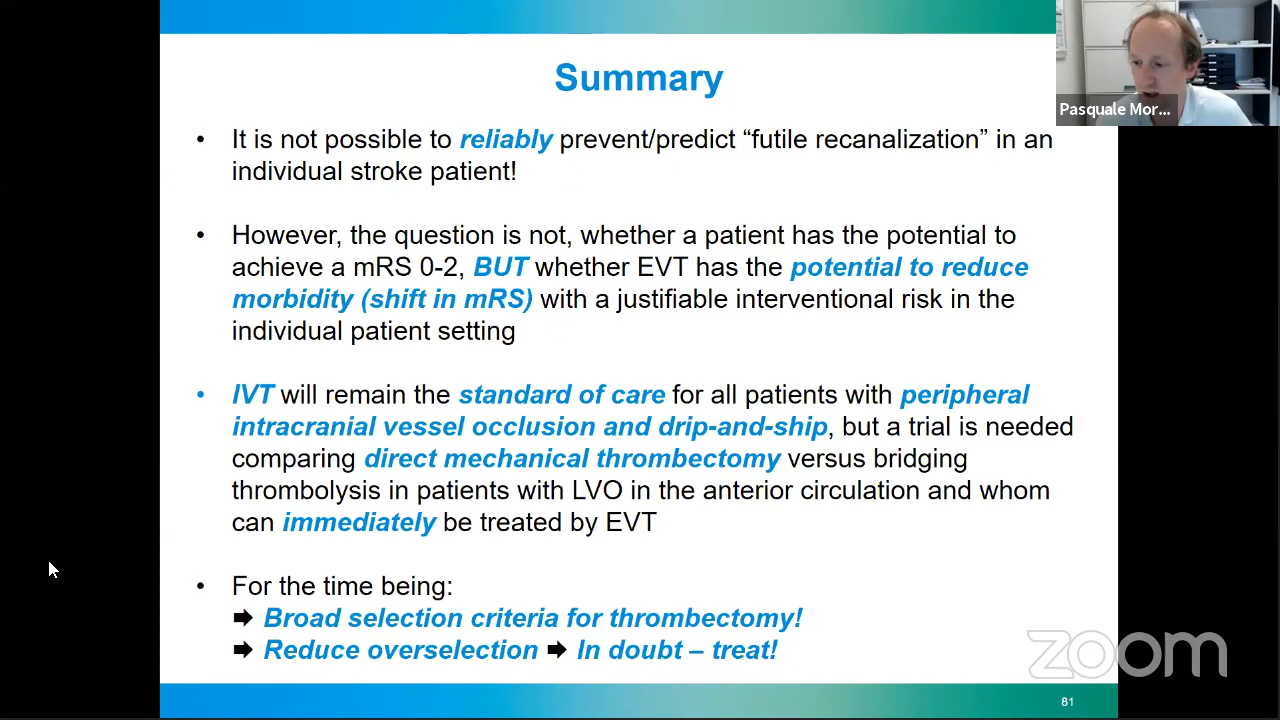 Summary
Pasquale Mor...
• It is not possible to reliably prevent/predict “futile recanalization” in an
individual stroke patient!
• However, the question is not, whether a patient has the potential to
achieve a mRS 0-2, BUT whether EVT has the potential to reduce
morbidity (shift in mRS) with a justifiable interventional risk in the
individual patient setting
• IVT will remain the standard of care for all patients with peripheral
intracranial vessel occlusion and drip-and-ship, but a trial is needed
comparing direct mechanical thrombectomy versus bridging
thrombolysis in patients with LVO in the anterior circulation and whom
can immediately be treated by EVT
• For the time being:
➡ Broad selection criteria for thrombectomy!
➡ Reduce overselection ➡ In doubt – treat!
zoom
81